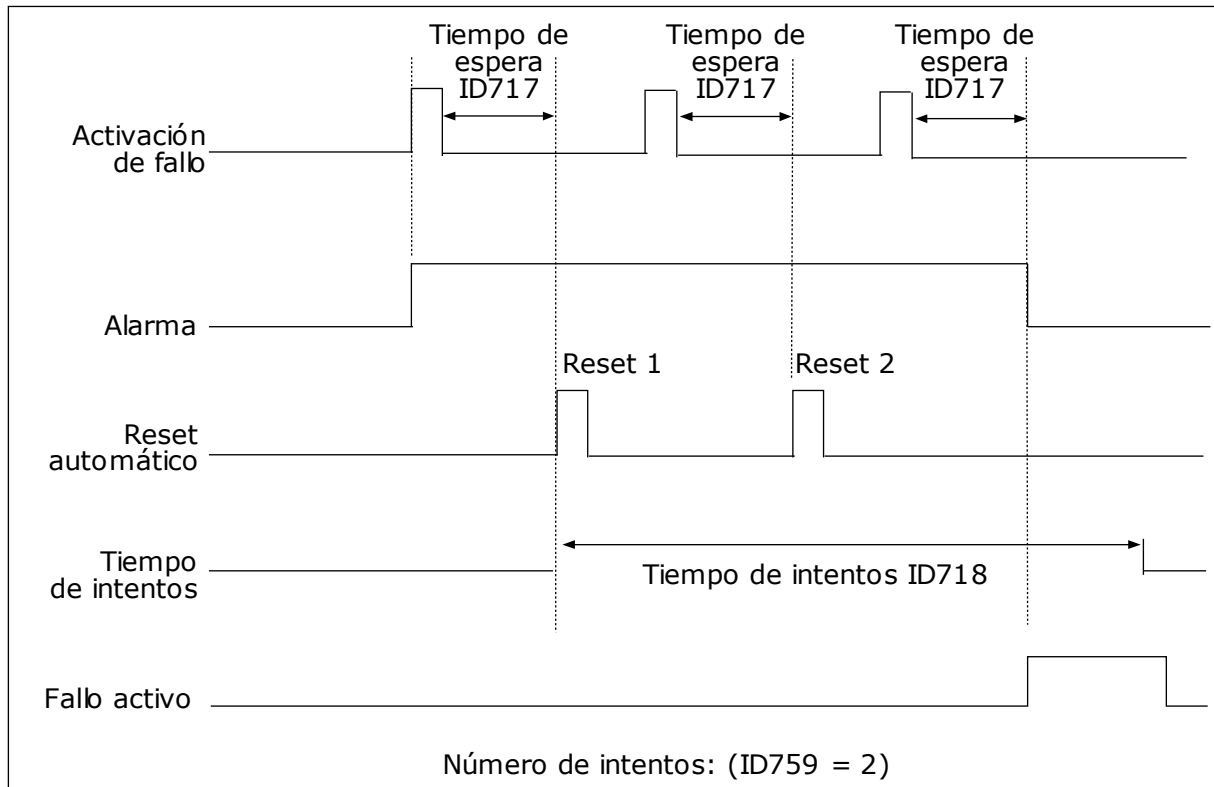 Tiempo de
espera
ID717
Tiempo de
espera
ID717
Tiempo de
espera
ID717
Activación
de fallo
Alarma
Reset 1
Reset 2
Reset
automático
Tiempo
de intentos
Tiempo de intentos ID718
Fallo activo
Número de intentos: (ID759 = 2)